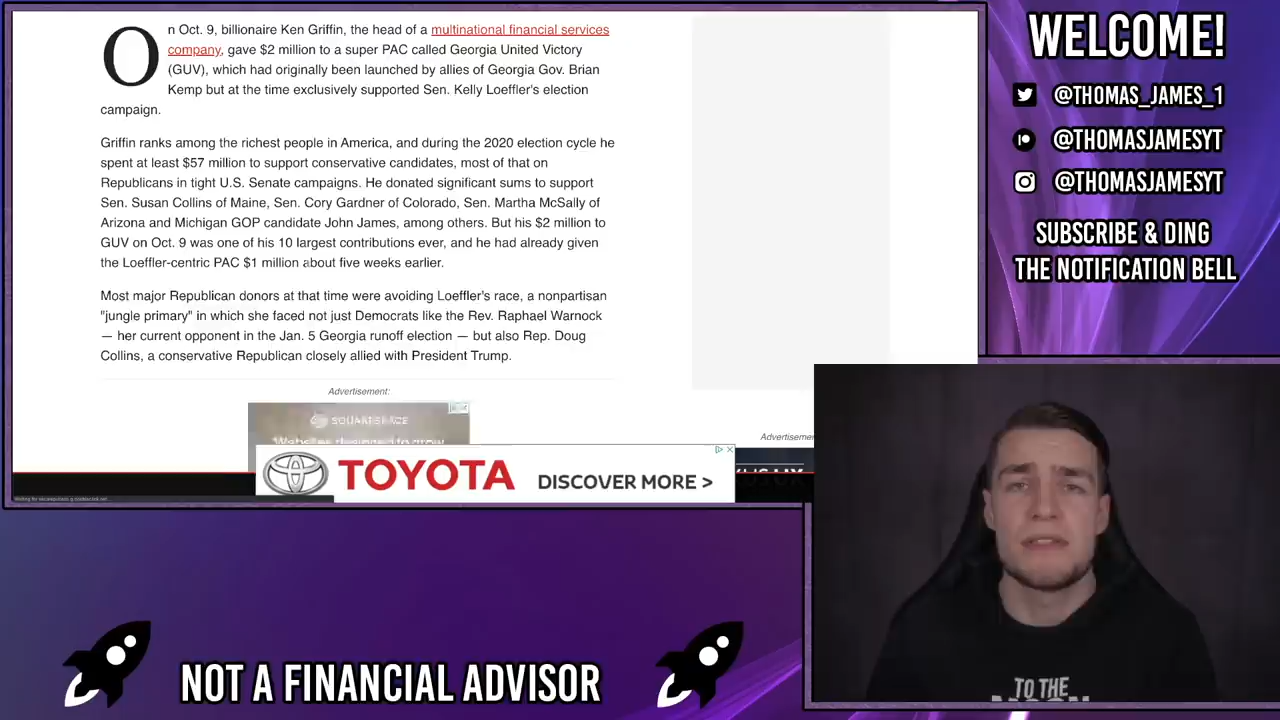 On Oct. 9, billionaire Ken Griffin, the head of a multinational financial services
company, gave $2 million to a super PAC called Georgia United Victory
(GUV), which had originally been launched by allies of Georgia Gov. Brian
Kemp but at the time exclusively supported Sen. Kelly Loeffler's election
campaign.
Griffin ranks among the richest people in America, and during the 2020 election cycle he
spent at least $57 million to support conservative candidates, most of that on
Republicans in tight U.S. Senate campaigns. He donated significant sums to support
Sen. Susan Collins of Maine, Sen. Cory Gardner of Colorado, Sen. Martha McSally of
Arizona and Michigan GOP candidate John James, among others. But his $2 million to
GUV on Oct. 9 was one of his 10 largest contributions ever, and he had already given
the Loeffler-centric PAC $1 million about five weeks earlier.
Most major Republican donors at that time were avoiding Loeffler's race, a nonpartisan
"jungle primary" in which she faced not just Democrats like the Rev. Raphael Warnock
— her current opponent in the Jan. 5 Georgia runoff election — but also Rep. Doug
Collins, a conservative Republican closely allied with President Trump.
Advertisement:
SQUARESPACE
Websites designed to grow
TOYOTA
DISCOVER MORE >
Advertisemen
WELCOME!
@THOMAS_JAMES_1
@THOMASJAMESYT
@THOMASJAMESYT
SUBSCRIBE & DING
THE NOTIFICATION BELL
TO THE
MOON
NOT A FINANCIAL ADVISOR